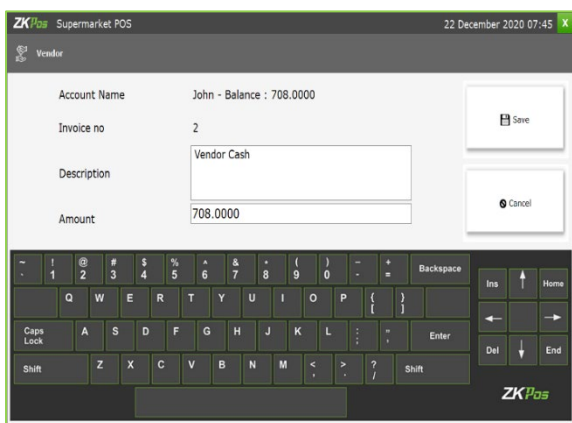 ZKPos Supermarket POS 22 December 2020 07:45 X
Vendor
Account Name John - Balance : 708.0000
Invoice no 2
Save
Description Vendor Cash
Cancel
Amount 708.0000
~ ! @ # $ % ^ & * ( ) - +
` 1 2 3 4 5 6 7 8 9 0 - = Backspace
Q W E R T Y U I O P { }
[ ]
Caps Lock A S D F G H J K L : " Enter
; '
Shift Z X C V B N M < > ? Shift
, . /
Ins ↑ Home
← →
Del ↓ End
ZKPos